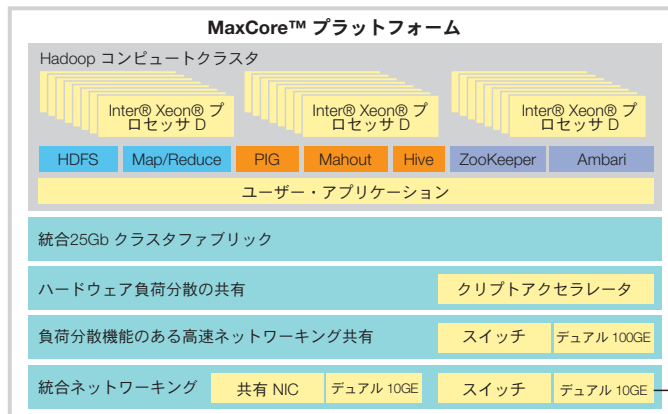 MaxCore™ プラットフォーム
Hadoop コンピュートクラスタ
Inter® Xeon® プ
ロセッサ D
Inter® Xeon® プ
ロセッサ D
Inter® Xeon® プ
ロセッサ D
HDFS Map/Reduce PIG Mahout Hive ZooKeeper Ambari
ユーザー・アプリケーション
統合25Gb クラスタファブリック
ハードウェア負荷分散の共有 クリプトアクセラレータ
負荷分散機能のある高速ネットワーキング共有 スイッチ デュアル 100GE
統合ネットワーキング 共有 NIC デュアル 10GE スイッチ デュアル 10GE